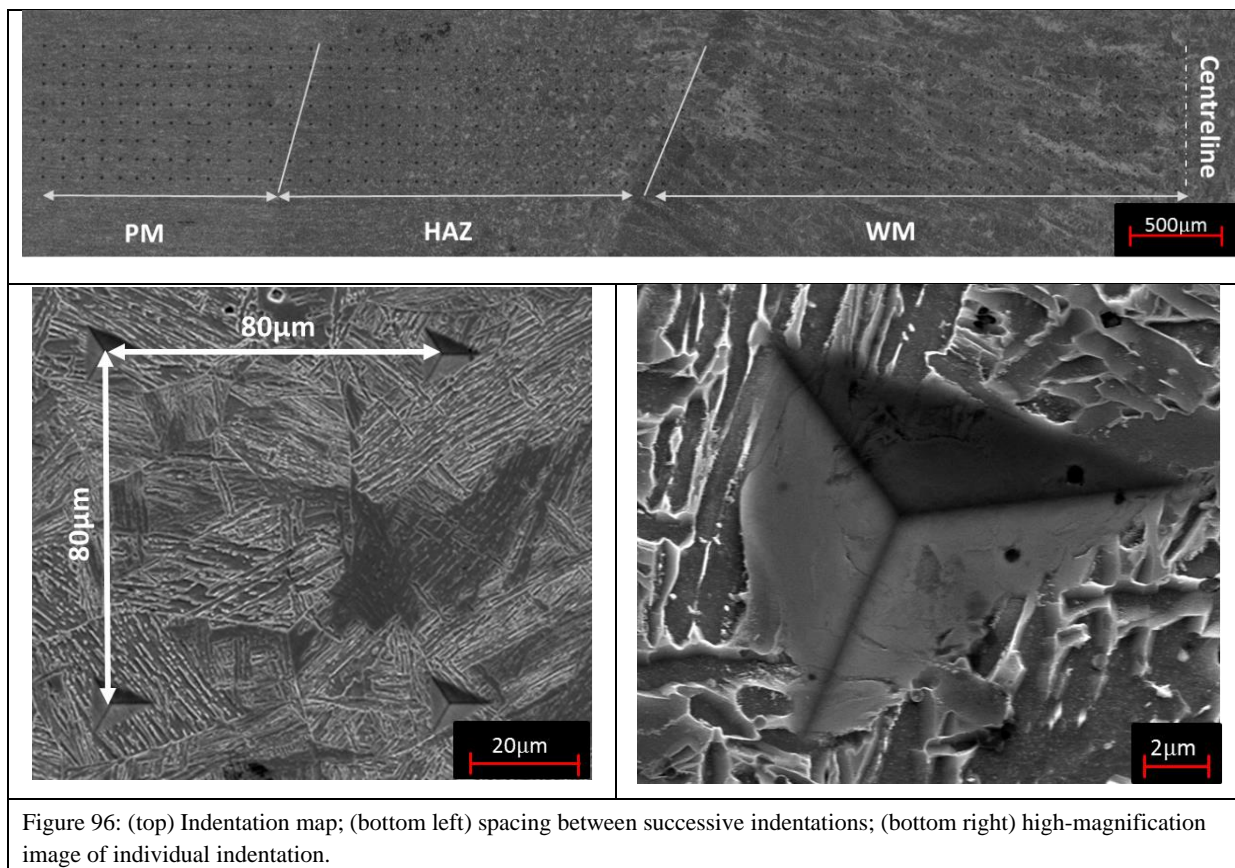 Centreline
PM
HAZ
WM
500μm
80μm
80μm
20μm
2μm
Figure 96: (top) Indentation map; (bottom left) spacing between successive indentations; (bottom right) high-magnification
image of individual indentation.